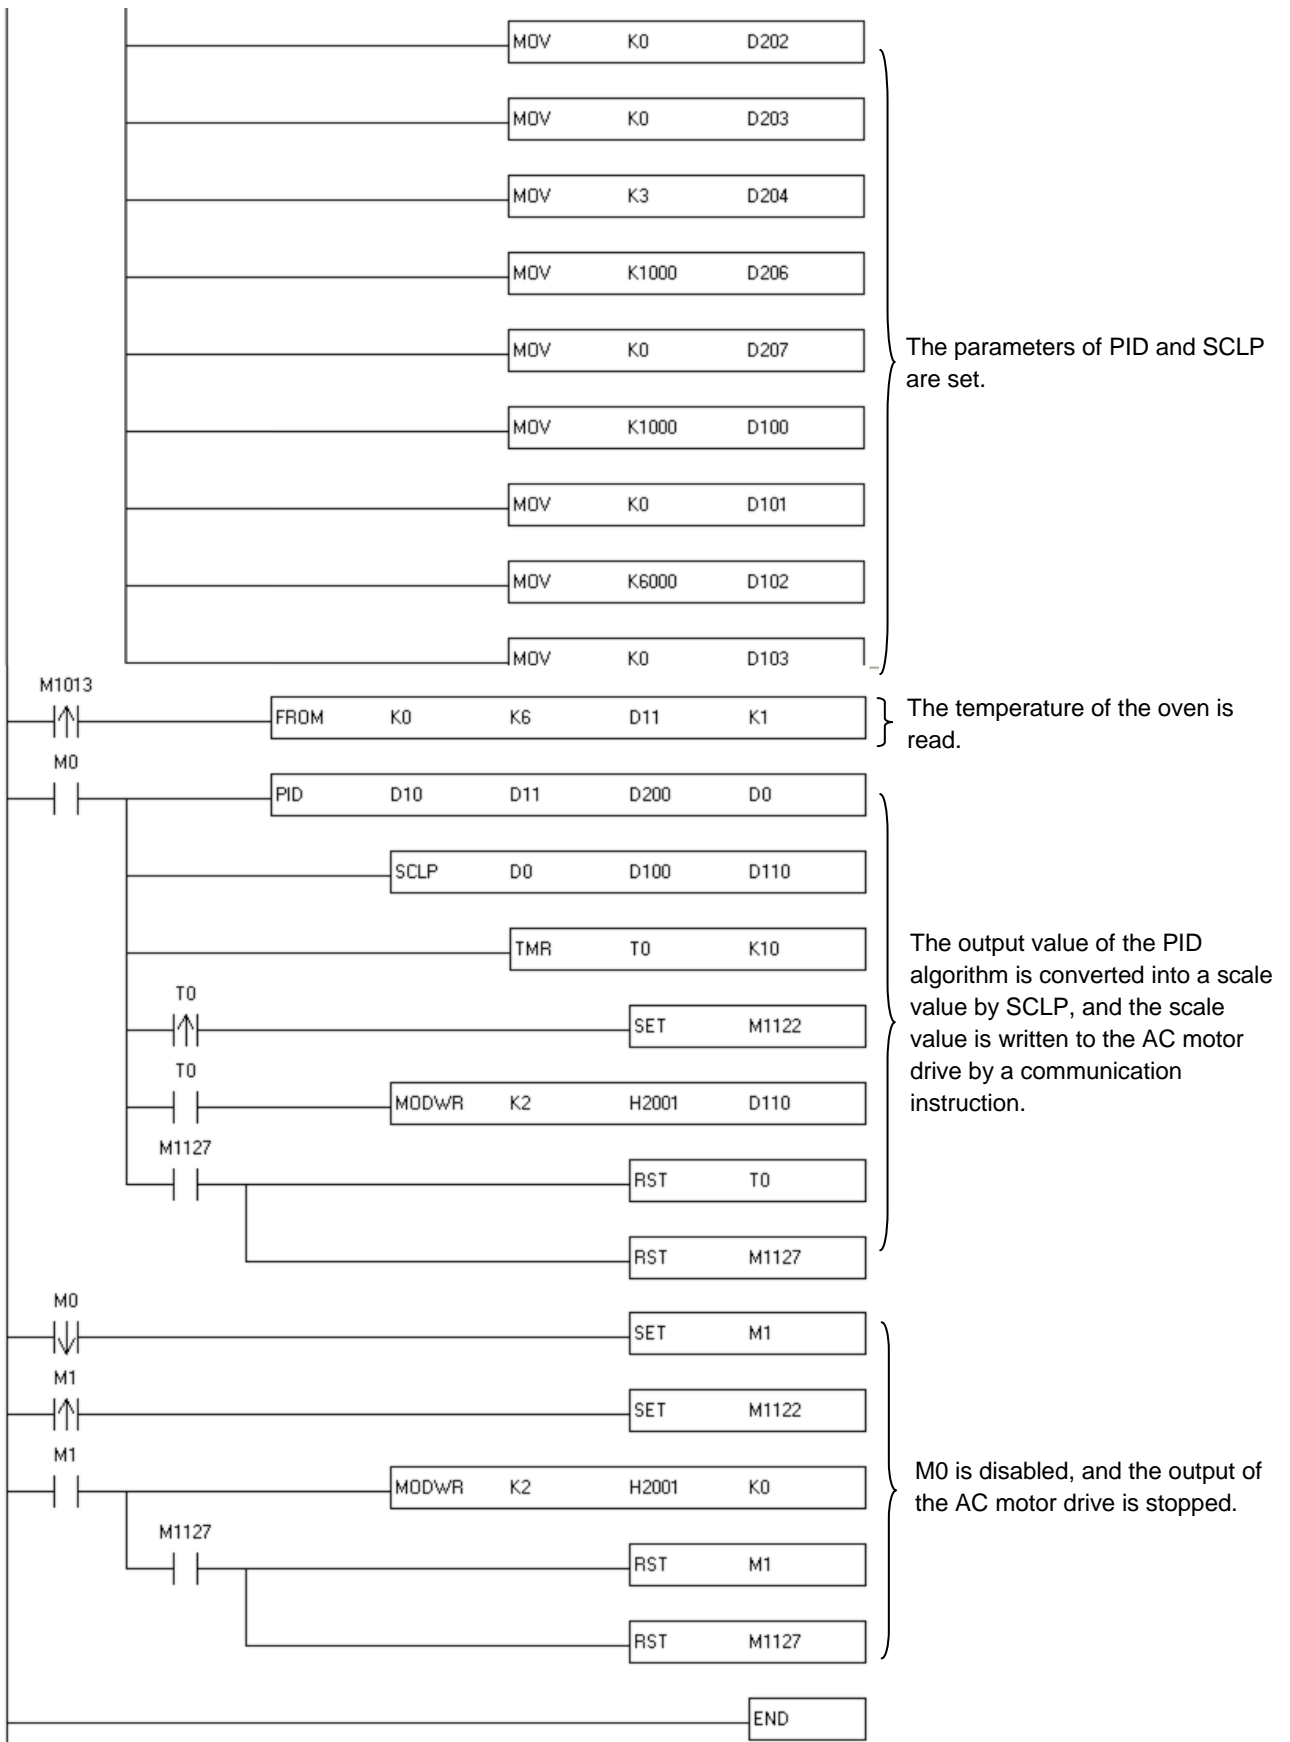 MOV K0 D202
MOV K0 D203
MOV K3 D204
MOV K1000 D206
MOV K0 D207
The parameters of PID and SCLP
are set.
MOV K1000 D100
MOV K0 D101
MOV K6000 D102
MOV K0 D103
M1013
FROM K0 K6 D11 K1
The temperature of the oven is
read.
M0
PID D10 D11 D200 D0
SCLP D0 D100 D110
TMR T0 K10
T0
SET M1122
T0
MODWR K2 H2001 D110
M1127
RST T0
RST M1127
The output value of the PID
algorithm is converted into a scale
value by SCLP, and the scale
value is written to the AC motor
drive by a communication
instruction.
M0
SET M1
M1
SET M1122
M1
MODWR K2 H2001 K0
M1127
RST M1
RST M1127
M0 is disabled, and the output of
the AC motor drive is stopped.
END